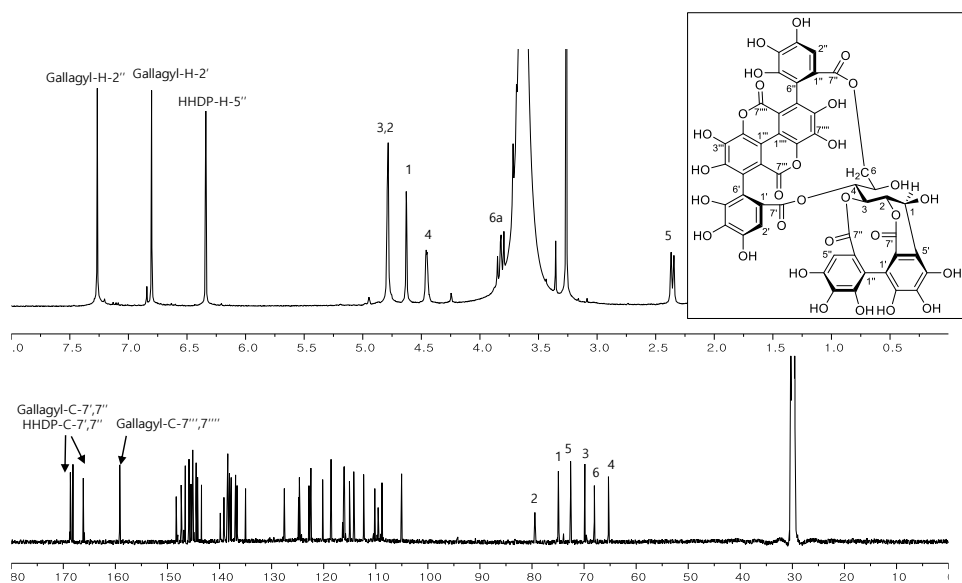 Gallagyl-H-2''
Gallagyl-H-2'
HHDP-H-5''
3,2
1
4
6a
5
.0 7.5 7.0 6.5 6.0 5.5 5.0 4.5 4.0 3.5 3.0 2.5 2.0 1.5 1.0 0.5
OH
HO 2''
HO O
HO 1'' 7''
6'' O
O
7'''' OH
O
HO 1''' 7''''
3''' 1'''' OH
HO O
7''' 6
6' O H₂C OH H
HO 1' O 4 1 OH
7' O 3 2
HO 2' O 7'' O 7' 5'
OH O O
5'' 1'
HO 1'' OH
HO OH HO OH
Gallagyl-C-7',7''
HHDP-C-7',7''
Gallagyl-C-7''',7''''
2
1
5
3
6
4
80 170 160 150 140 130 120 110 100 90 80 70 60 50 40 30 20 10 0